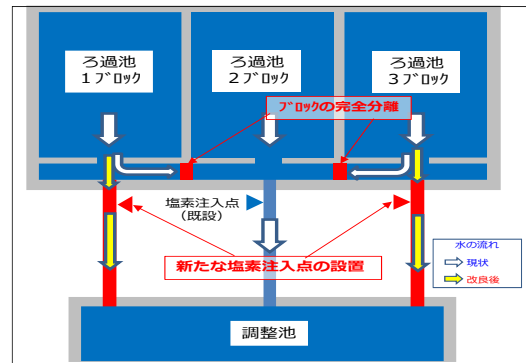 ろ過池
1ブロック
ろ過池
2ブロック
ろ過池
3ブロック
ブロックの完全分離
塩素注入点
(既設)
新たな塩素注入点の設置
水の流れ
現状
改良後
調整池